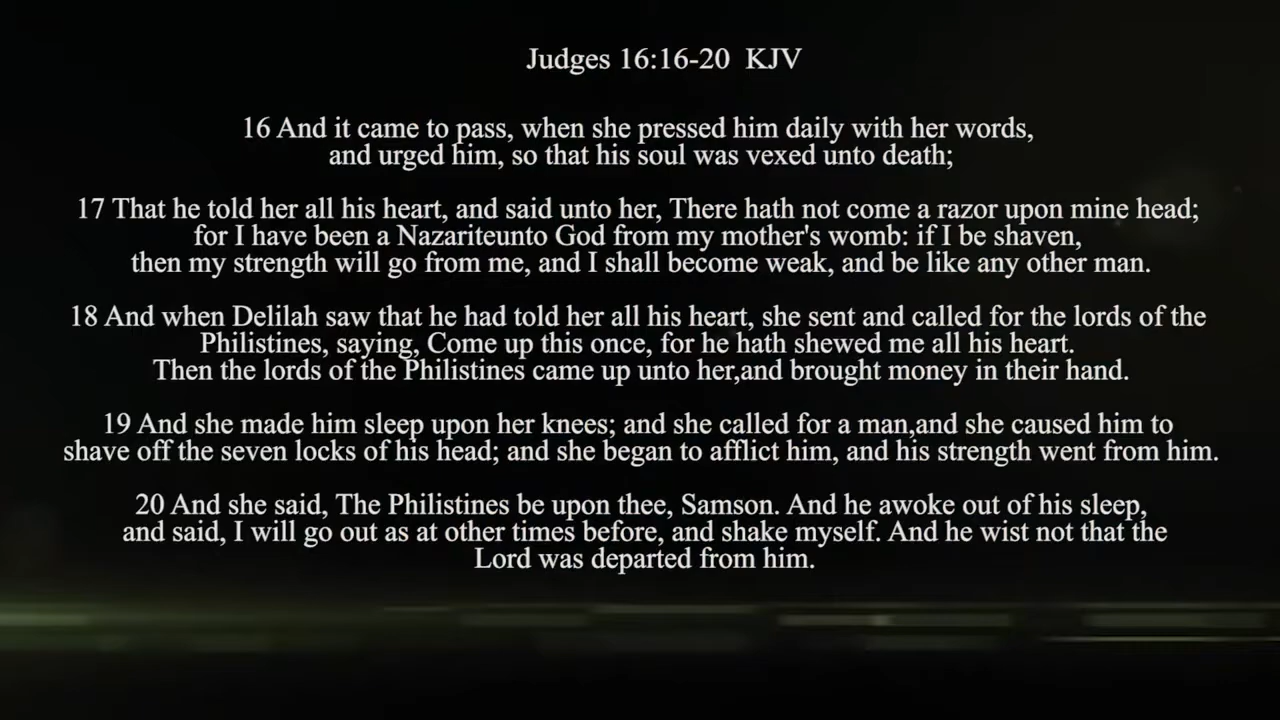 Judges 16:16-20  KJV
16 And it came to pass, when she pressed him daily with her words,
and urged him, so that his soul was vexed unto death;
17 That he told her all his heart, and said unto her, There hath not come a razor upon mine head;
for I have been a Nazariteunto God from my mother's womb: if I be shaven,
then my strength will go from me, and I shall become weak, and be like any other man.
18 And when Delilah saw that he had told her all his heart, she sent and called for the lords of the
Philistines, saying, Come up this once, for he hath shewed me all his heart.
Then the lords of the Philistines came up unto her,and brought money in their hand.
19 And she made him sleep upon her knees; and she called for a man,and she caused him to
shave off the seven locks of his head; and she began to afflict him, and his strength went from him.
20 And she said, The Philistines be upon thee, Samson. And he awoke out of his sleep,
and said, I will go out as at other times before, and shake myself. And he wist not that the
Lord was departed from him.